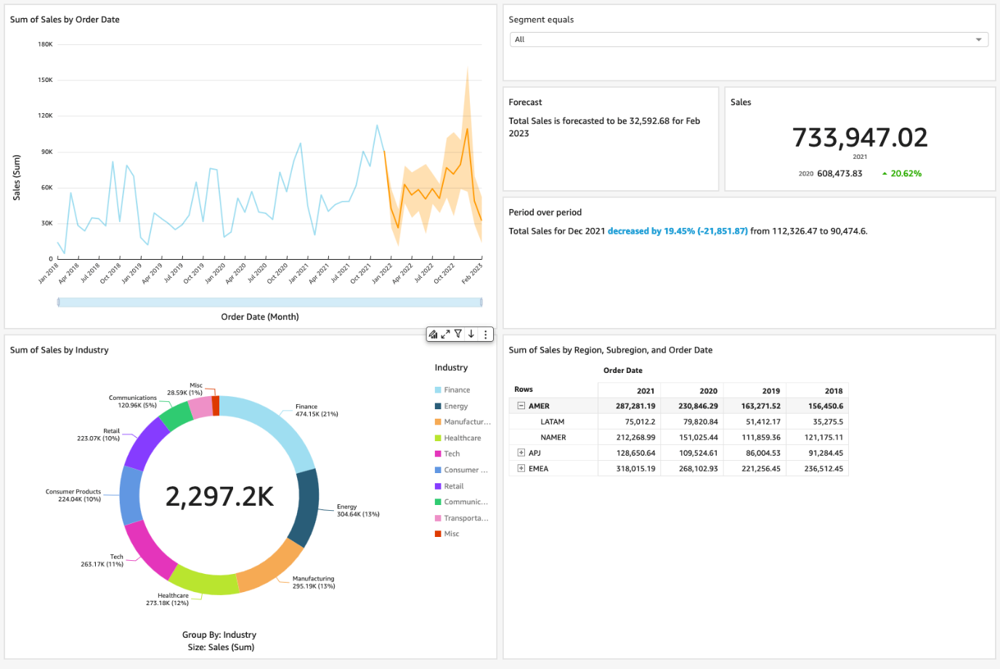 Sum of Sales by Order Date
180K
150K
120K
90K
60K
30K
0
Sales (Sum)
Jan 2018
Apr 2018
Jul 2018
Oct 2018
Jan 2019
Apr 2019
Jul 2019
Oct 2019
Jan 2020
Apr 2020
Jul 2020
Oct 2020
Jan 2021
Apr 2021
Jul 2021
Oct 2021
Jan 2022
Apr 2022
Jul 2022
Oct 2022
Feb 2023
Order Date (Month)
Segment equals
All
Forecast
Total Sales is forecasted to be 32,592.68 for Feb
2023
Sales
733,947.02
2021
2020 608,473.83 20.62%
Period over period
Total Sales for Dec 2021 decreased by 19.45% (-21,851.87) from 112,326.47 to 90,474.6.
Sum of Sales by Industry
Misc
28.59K (1%)
Communications
120.96K (5%)
Retail
223.07K (10%)
Consumer Products
224.04K (10%)
Tech
263.17K (11%)
Healthcare
273.18K (12%)
Manufacturing
295.19K (13%)
Energy
304.64K (13%)
Finance
474.15K (21%)
2,297.2K
Group By: Industry
Size: Sales (Sum)
Industry
Finance
Energy
Manufactur...
Healthcare
Tech
Consumer ...
Retail
Communic...
Transporta...
Misc
Sum of Sales by Region, Subregion, and Order Date
Order Date
Rows 2021 2020 2019 2018
AMER 287,281.19 230,846.29 163,271.52 156,450.6
LATAM 75,012.2 79,820.84 51,412.17 35,275.5
NAMER 212,268.99 151,025.44 111,859.36 121,175.11
APJ 128,650.64 109,524.61 86,004.53 91,284.45
EMEA 318,015.19 268,102.93 221,256.45 236,512.45